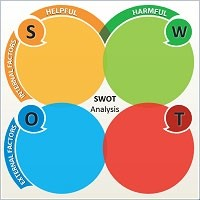 HELPFUL
HARMFUL
S
W
INTERNAL FACTORS
SWOT
Analysis
O
T
EXTERNAL FACTORS